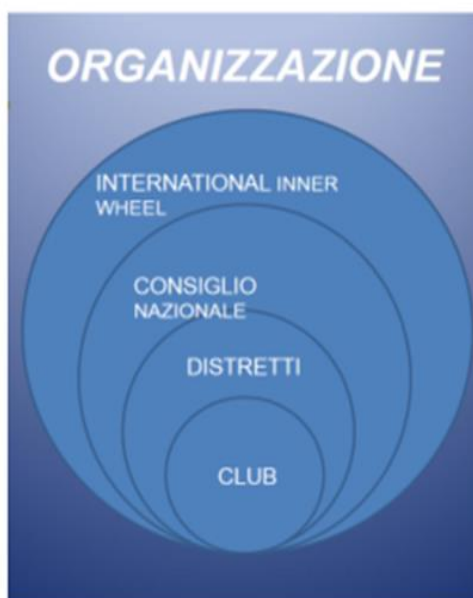 ORGANIZZAZIONE
INTERNATIONAL INNER
WHEEL
CONSIGLIO
NAZIONALE
DISTRETTI
CLUB